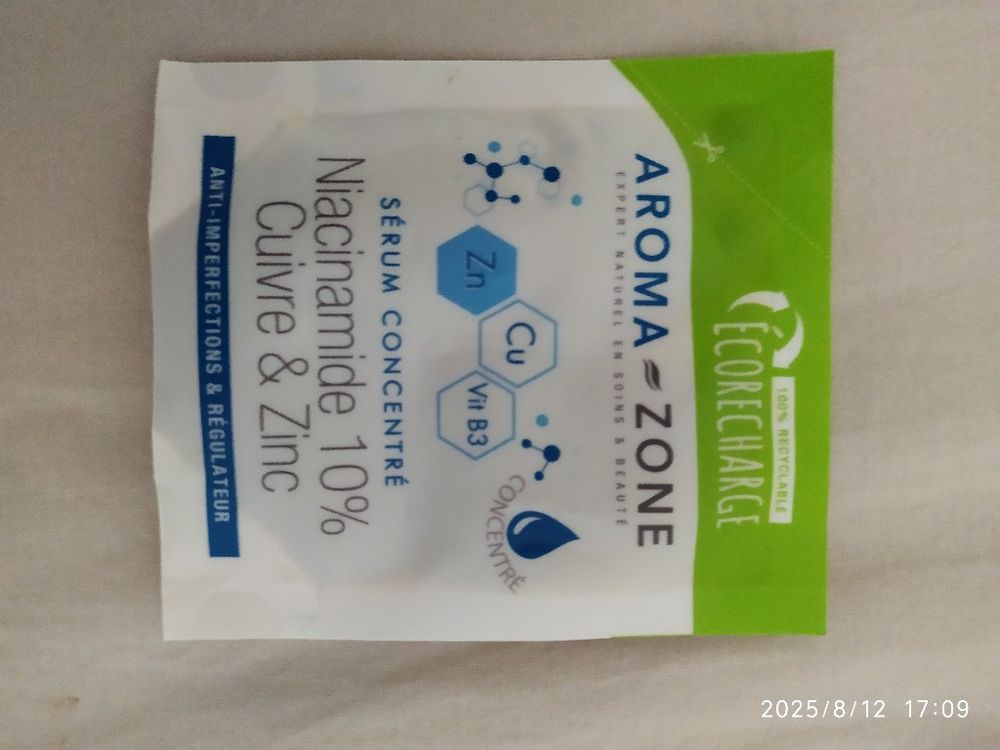 100% RECYCLABLE
ÉCORECHARGE
AROMA ZONE
EXPERT NATUREL EN SOINS & BEAUTÉ
CONCENTRÉ
Zn
Cu
Vit B3
SÉRUM CONCENTRÉ
Niacinamide 10%
Cuivre & Zinc
ANTI-IMPERFECTIONS & RÉGULATEUR
2025/8/12 17:09